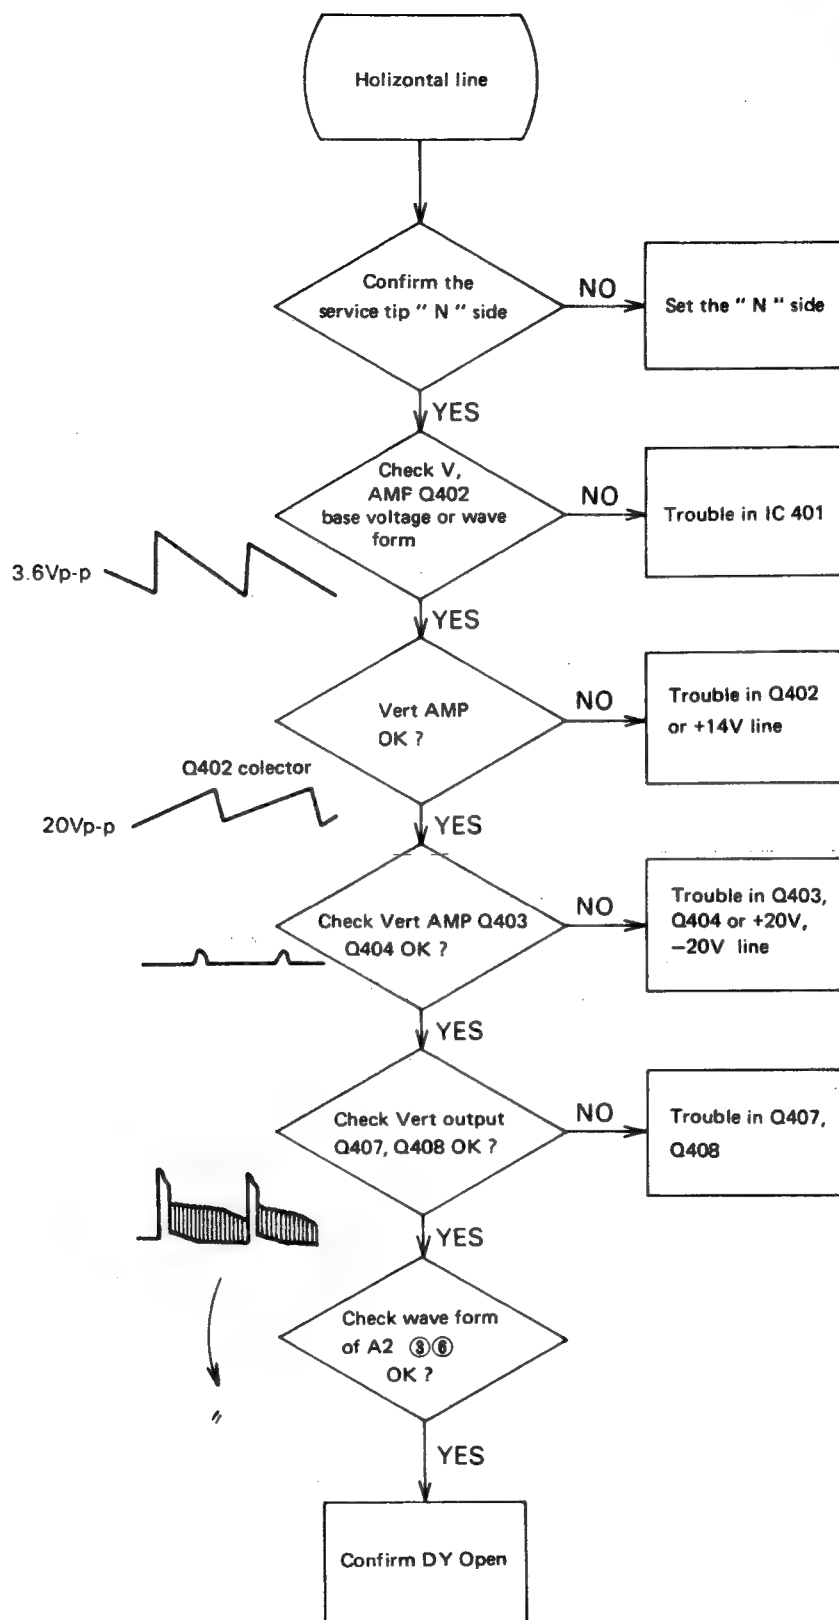 Holizontal line
Confirm the
service tip " N " side
NO
Set the " N " side
YES
Check V,
AMP Q402
base voltage or wave
form
NO
Trouble in IC 401
3.6Vp-p
YES
Vert AMP
OK ?
NO
Trouble in Q402
or +14V line
Q402 colector
20Vp-p
YES
Check Vert AMP Q403
Q404 OK ?
NO
Trouble in Q403,
Q404 or +20V,
−20V line
YES
Check Vert output
Q407, Q408 OK ?
NO
Trouble in Q407,
Q408
YES
Check wave form
of A2 ③⑥
OK ?
〃
YES
Confirm DY Open